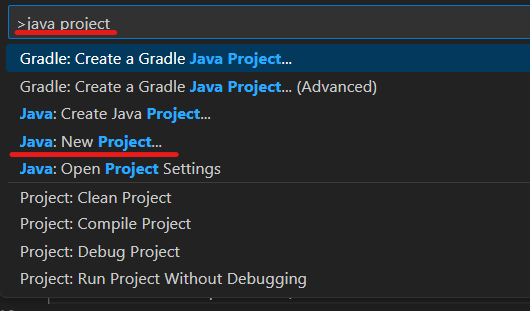 >java project
Gradle: Create a Gradle Java Project...
Gradle: Create a Gradle Java Project... (Advanced)
Java: Create Java Project...
Java: New Project...
Java: Open Project Settings
Project: Clean Project
Project: Compile Project
Project: Debug Project
Project: Run Project Without Debugging